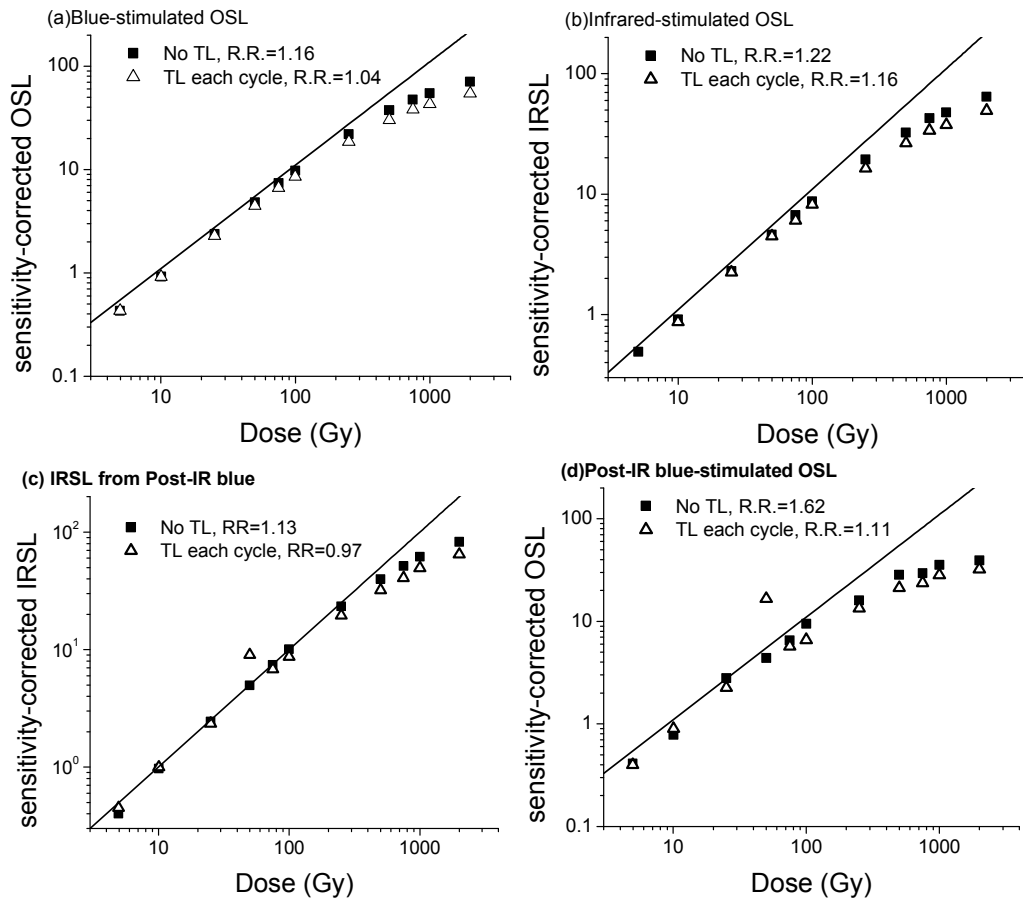 (a)Blue-stimulated OSL
No TL, R.R.=1.16
TL each cycle, R.R.=1.04
sensitivity-corrected OSL
100
10
1
0.1
10
100
1000
Dose (Gy)
(b)Infrared-stimulated OSL
No TL, R.R.=1.22
TL each cycle, R.R.=1.16
sensitivity-corrected IRSL
100
10
1
10
100
1000
Dose (Gy)
(c) IRSL from Post-IR blue
No TL, RR=1.13
TL each cycle, RR=0.97
sensitivity-corrected IRSL
10²
10¹
10⁰
10
100
1000
Dose (Gy)
(d)Post-IR blue-stimulated OSL
No TL, R.R.=1.62
TL each cycle, R.R.=1.11
sensitivity-corrected OSL
100
10
1
0.1
10
100
1000
Dose (Gy)